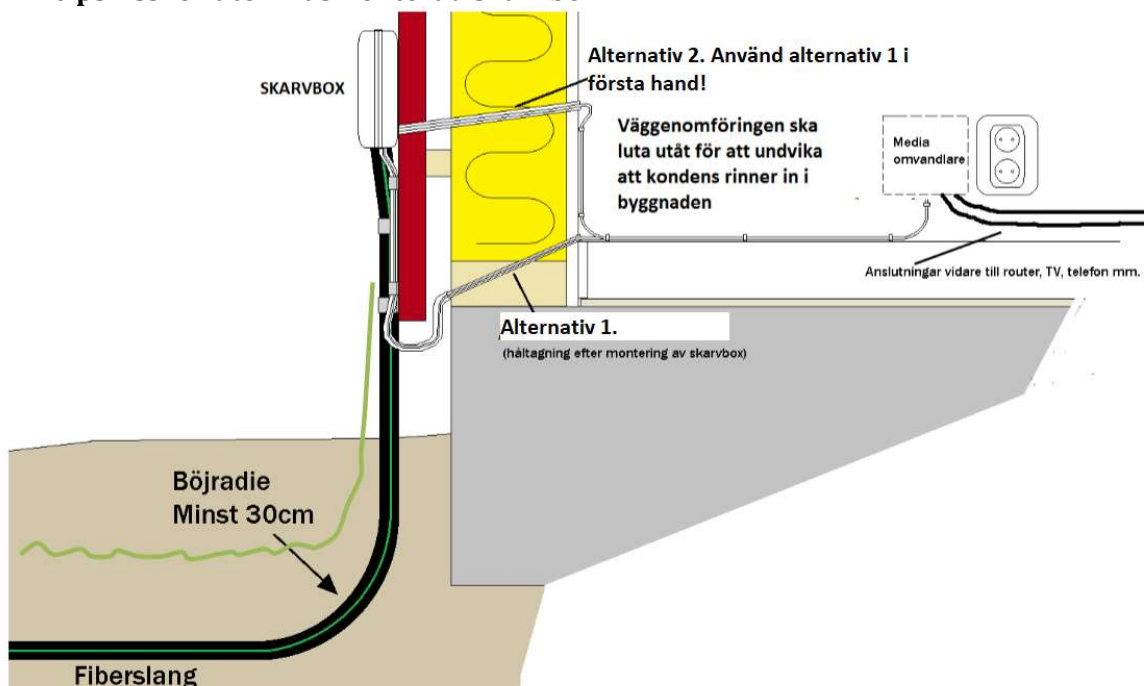 SKARVBOX
Alternativ 2. Använd alternativ 1 i
första hand!
Väggenomföringen ska
luta utåt för att undvika
att kondens rinner in i
byggnaden
Media
omvandlare
Anslutningar vidare till router, TV, telefon mm.
Alternativ 1.
(håltagning efter montering av skarvbox)
Böjradie
Minst 30cm
Fiberslang